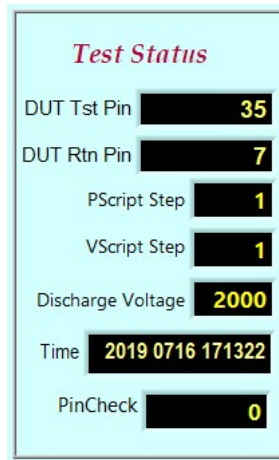 Test Status
DUT Tst Pin 35
DUT Rtn Pin 7
PScript Step 1
VScript Step 1
Discharge Voltage 2000
Time 2019 0716 171322
PinCheck 0